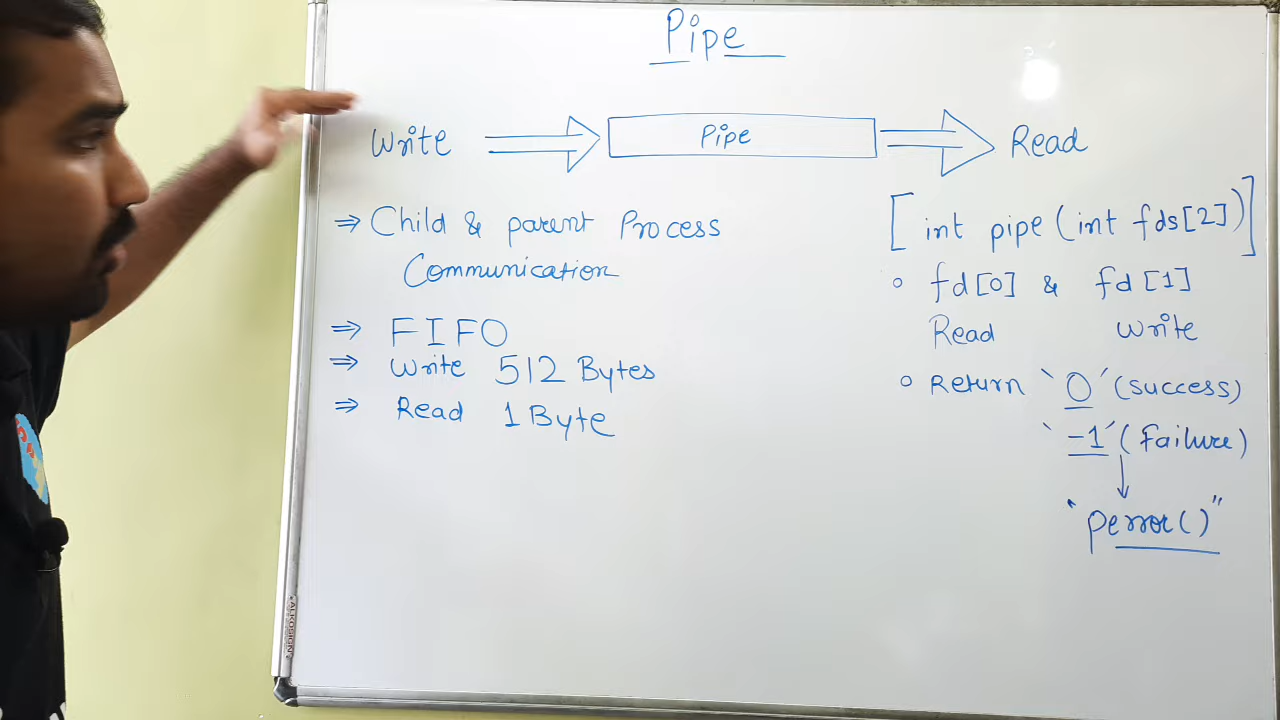 Pipe
Write ⇒ Pipe ⇒ Read
⇒ Child & parent Process
Communication
⇒ FIFO
⇒ Write 512 Bytes
⇒ Read 1 Byte
[int pipe (int fds[2])]
• fd[0] & fd[1]
Read Write
• Return `0´ (success)
`-1´ (failure)
↓
"perror()"
ALKOSIGN